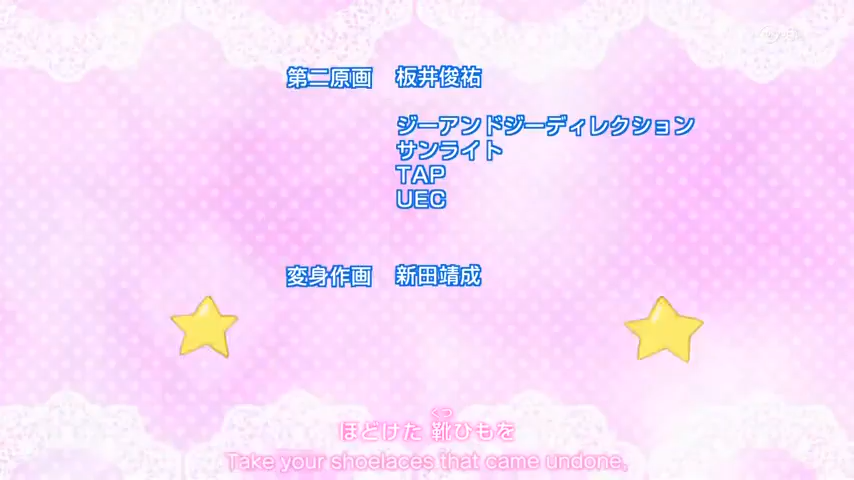 第二原画 板井俊祐
ジーアンドジーディレクション
サンライト
TAP
UEC
変身作画 新田靖成
くつ
ほどけた 靴ひもを
Take your shoelaces that came undone,